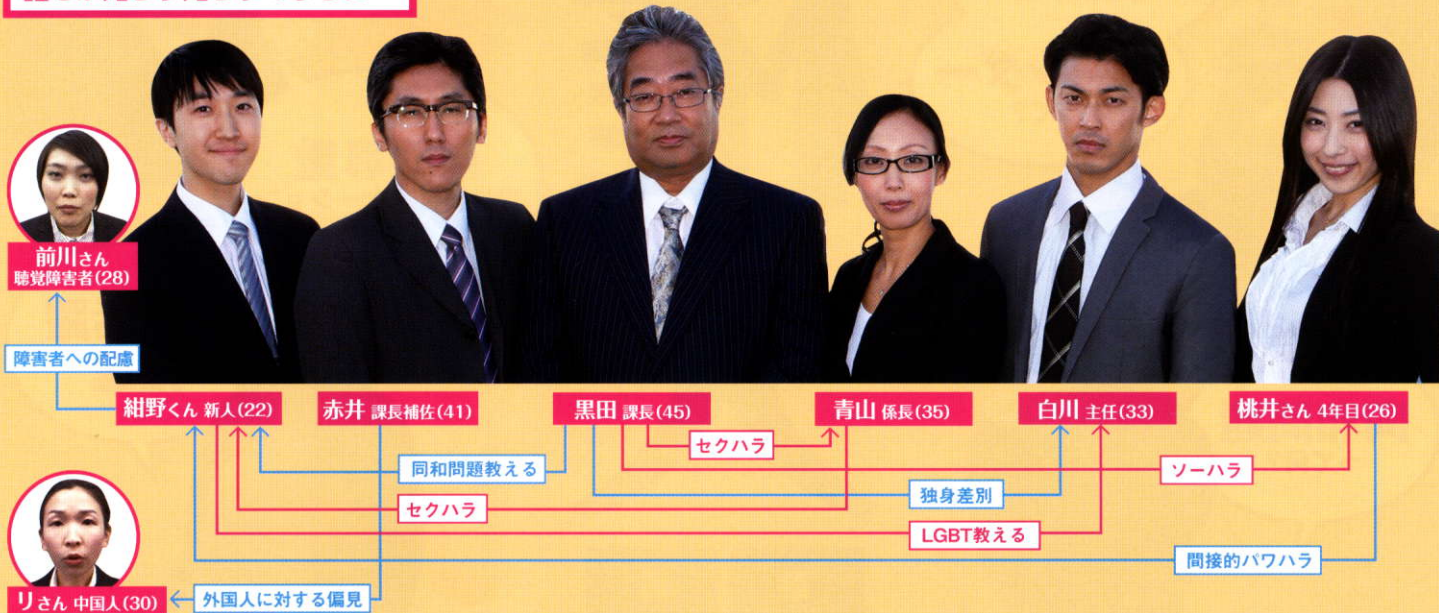 前川さん
聴覚障害者(28)
障害者への配慮
紺野くん 新人(22)
赤井 課長補佐(41)
黒田 課長(45)
青山 係長(35)
白川 主任(33)
桃井さん 4年目(26)
セクハラ
同和問題教える
ソーハラ
独身差別
セクハラ
LGBT教える
間接的パワハラ
リさん 中国人(30)
外国人に対する偏見